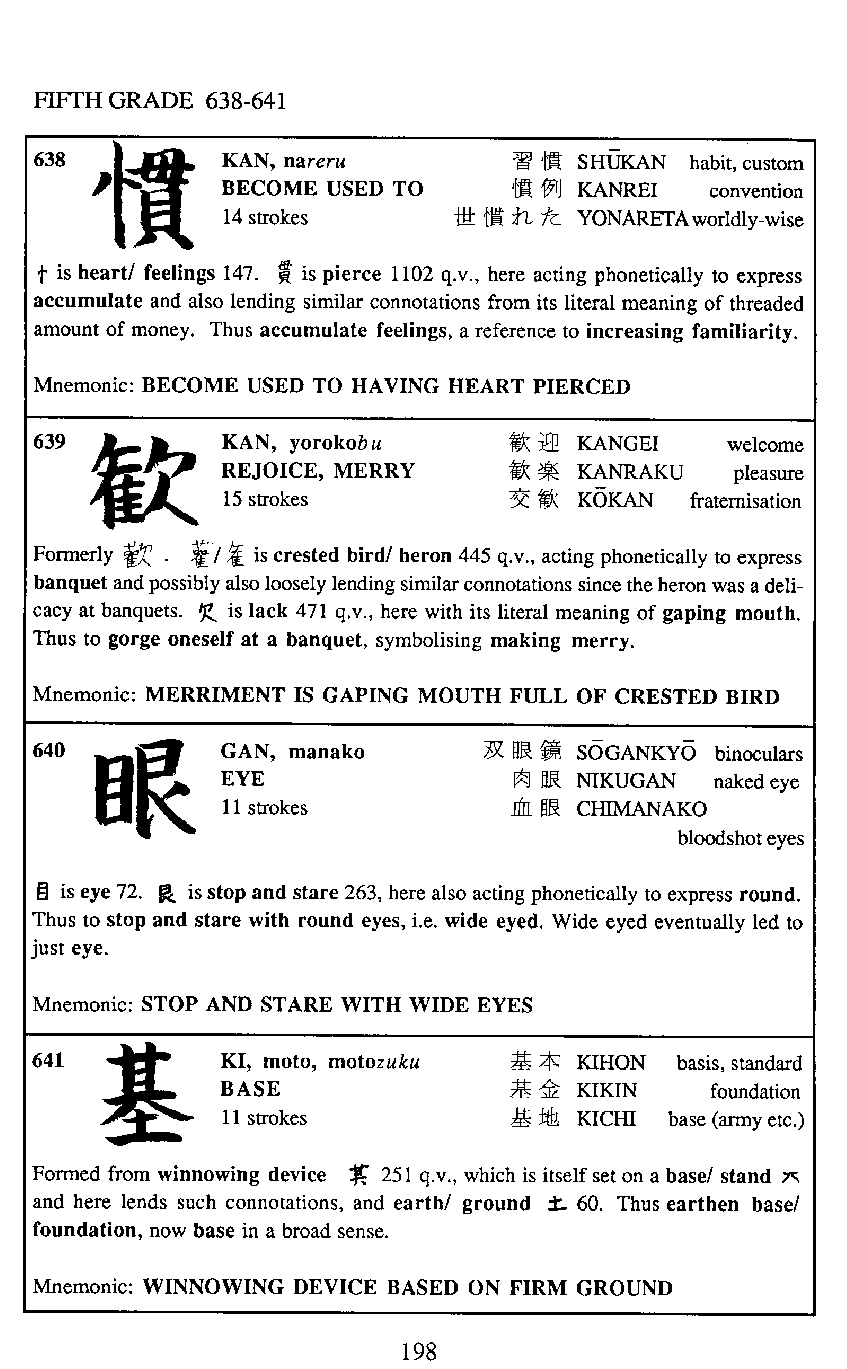 FIFTH GRADE 638-641
638 慣 KAN, nareru 習慣 SHŪKAN habit, custom
BECOME USED TO 慣例 KANREI convention
14 strokes 世慣れた YONARETA worldly-wise
忄 is heart/ feelings 147. 貫 is pierce 1102 q.v., here acting phonetically to express
accumulate and also lending similar connotations from its literal meaning of threaded
amount of money. Thus accumulate feelings, a reference to increasing familiarity.
Mnemonic: BECOME USED TO HAVING HEART PIERCED
639 歓 KAN, yorokobu 歓迎 KANGEI welcome
REJOICE, MERRY 歓楽 KANRAKU pleasure
15 strokes 交歓 KŌKAN fraternisation
Formerly 歡 . 雚/ is crested bird/ heron 445 q.v., acting phonetically to express
banquet and possibly also loosely lending similar connotations since the heron was a deli-
cacy at banquets. 欠 is lack 471 q.v., here with its literal meaning of gaping mouth.
Thus to gorge oneself at a banquet, symbolising making merry.
Mnemonic: MERRIMENT IS GAPING MOUTH FULL OF CRESTED BIRD
640 眼 GAN, manako 双眼鏡 SŌGANKYŌ binoculars
EYE 肉眼 NIKUGAN naked eye
11 strokes 血眼 CHIMANAKO
bloodshot eyes
目 is eye 72. 艮 is stop and stare 263, here also acting phonetically to express round.
Thus to stop and stare with round eyes, i.e. wide eyed. Wide eyed eventually led to
just eye.
Mnemonic: STOP AND STARE WITH WIDE EYES
641 基 KI, moto, motozuku 基本 KIHON basis, standard
BASE 基金 KIKIN foundation
11 strokes 基地 KICHI base (army etc.)
Formed from winnowing device 其 251 q.v., which is itself set on a base/ stand 丌
and here lends such connotations, and earth/ ground 土 60. Thus earthen base/
foundation, now base in a broad sense.
Mnemonic: WINNOWING DEVICE BASED ON FIRM GROUND
198